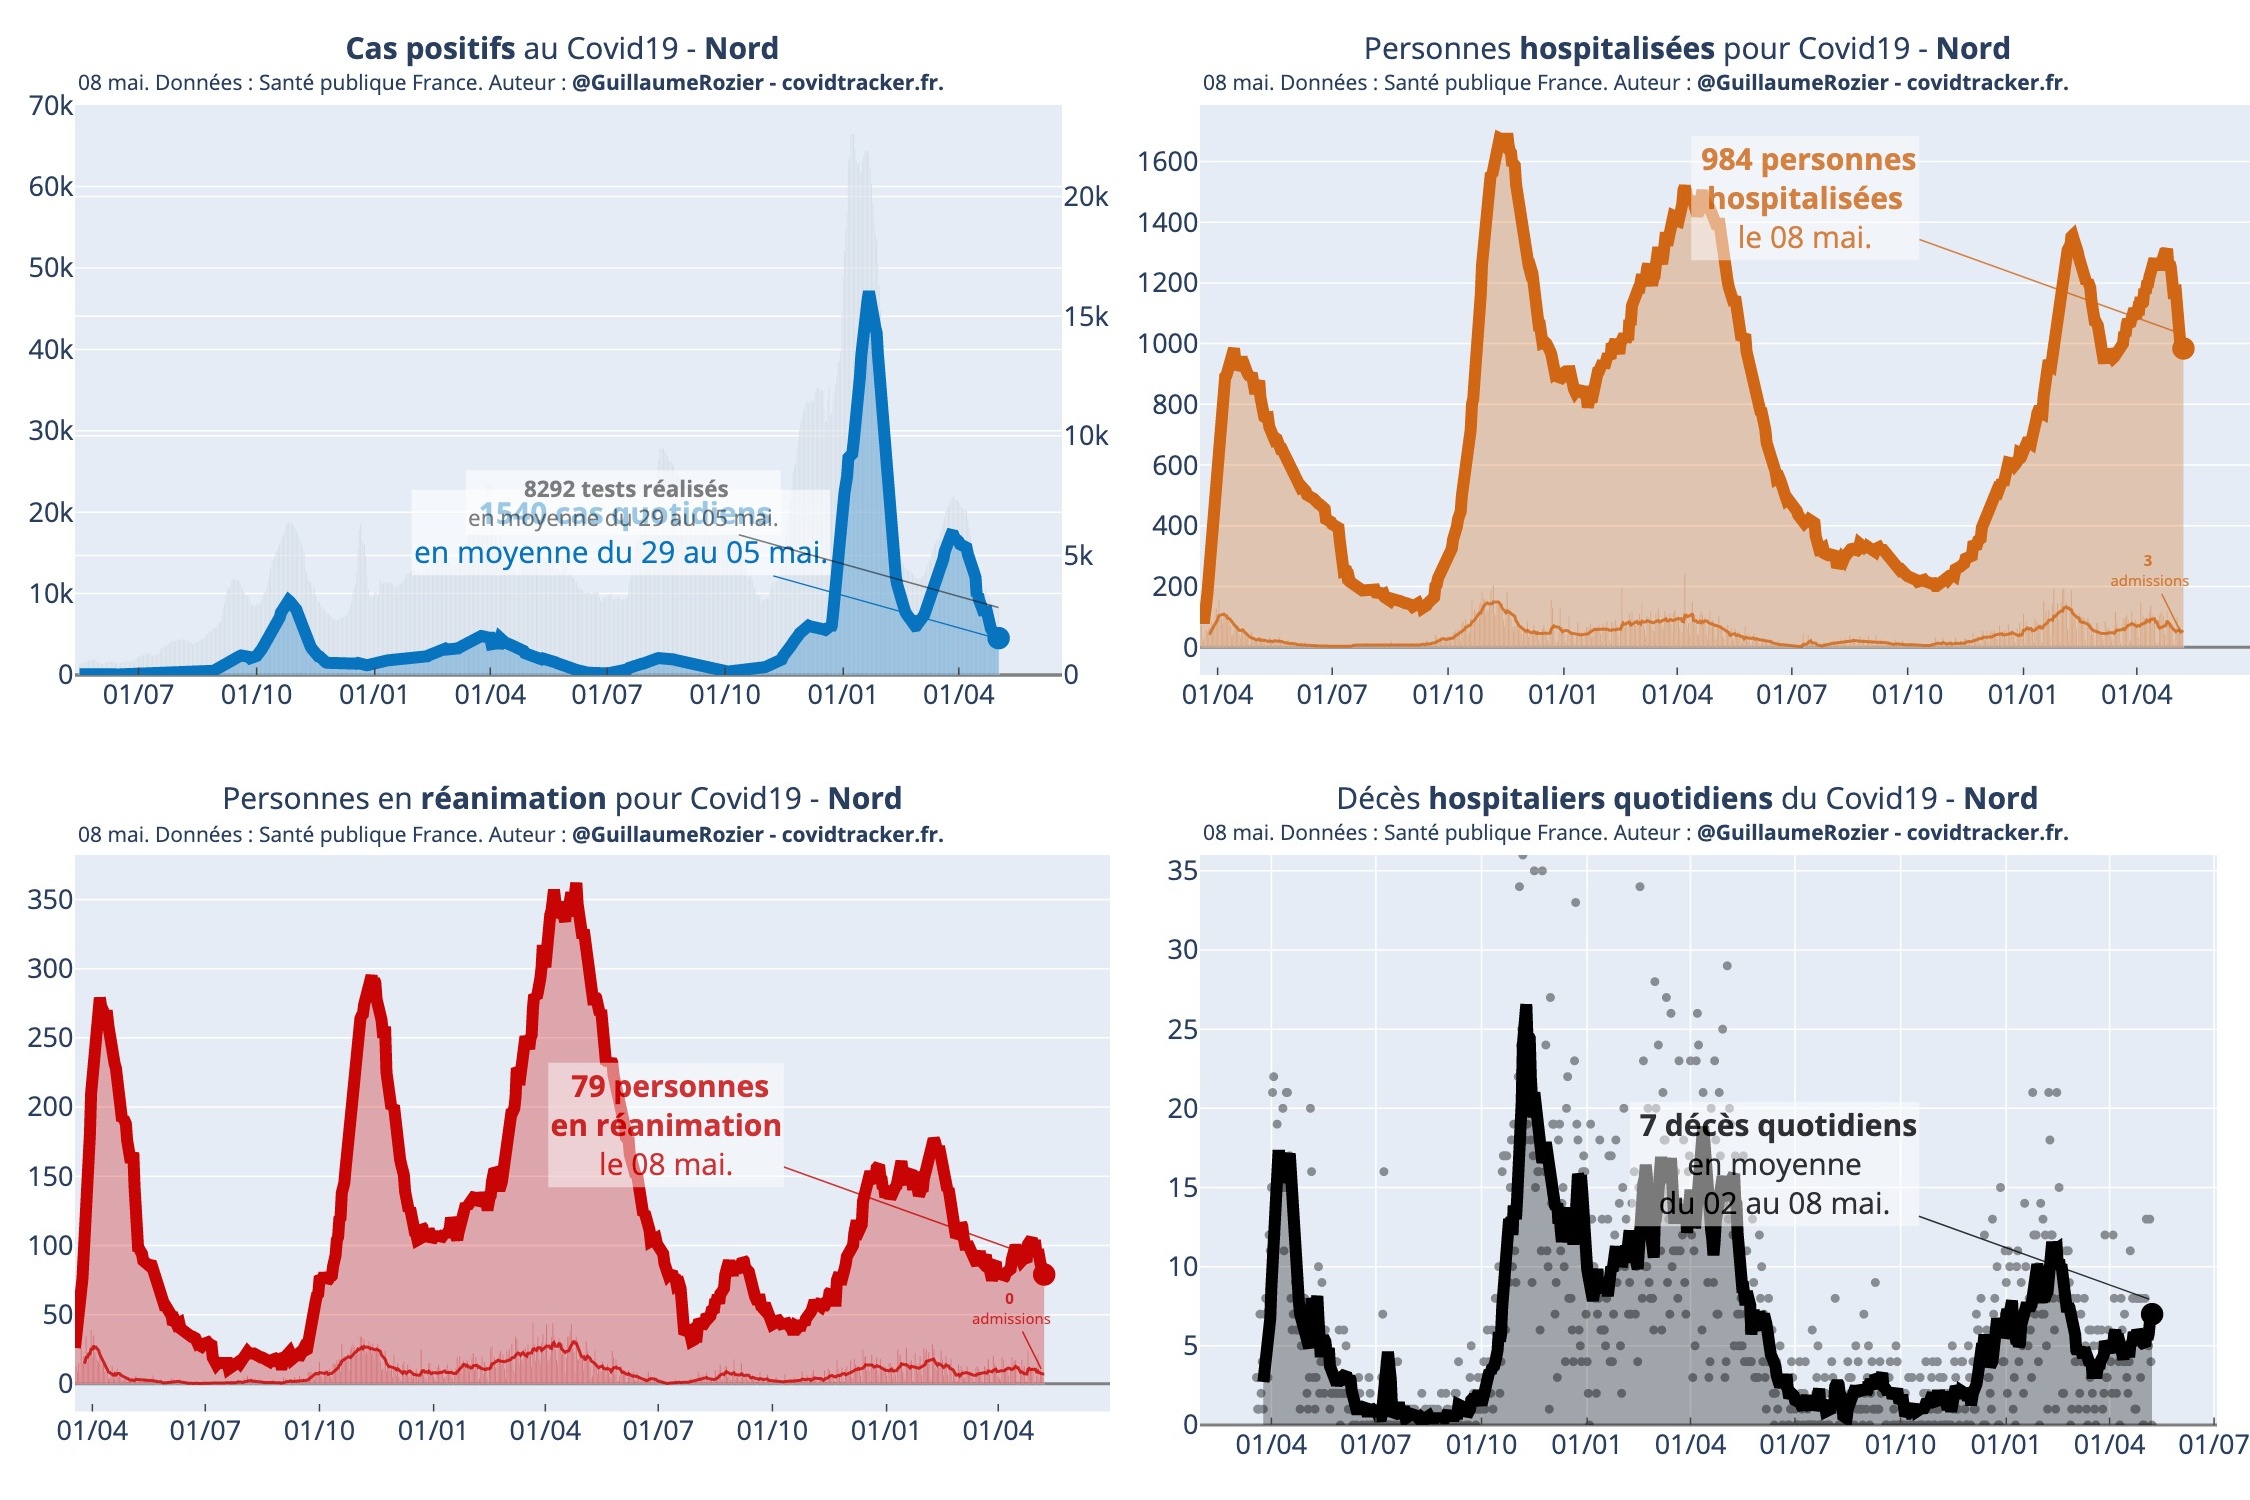 Cas positifs au Covid19 - Nord
08 mai. Données : Santé publique France. Auteur : @GuillaumeRozier - covidtracker.fr.
70k
60k
50k
40k
30k
20k
10k
0
20k
15k
10k
5k
0
8292 tests réalisés
en moyenne du 29 au 05 mai.
1540 cas quotidiens
en moyenne du 29 au 05 mai.
01/07 01/10 01/01 01/04 01/07 01/10 01/01 01/04
Personnes hospitalisées pour Covid19 - Nord
08 mai. Données : Santé publique France. Auteur : @GuillaumeRozier - covidtracker.fr.
1600
1400
1200
1000
800
600
400
200
0
984 personnes
hospitalisées
le 08 mai.
3
admissions
01/04 01/07 01/10 01/01 01/04 01/07 01/10 01/01 01/04
Personnes en réanimation pour Covid19 - Nord
08 mai. Données : Santé publique France. Auteur : @GuillaumeRozier - covidtracker.fr.
350
300
250
200
150
100
50
0
79 personnes
en réanimation
le 08 mai.
0
admissions
01/04 01/07 01/10 01/01 01/04 01/07 01/10 01/01 01/04
Décès hospitaliers quotidiens du Covid19 - Nord
08 mai. Données : Santé publique France. Auteur : @GuillaumeRozier - covidtracker.fr.
35
30
25
20
15
10
5
0
7 décès quotidiens
en moyenne
du 02 au 08 mai.
01/04 01/07 01/10 01/01 01/04 01/07 01/10 01/01 01/04 01/07